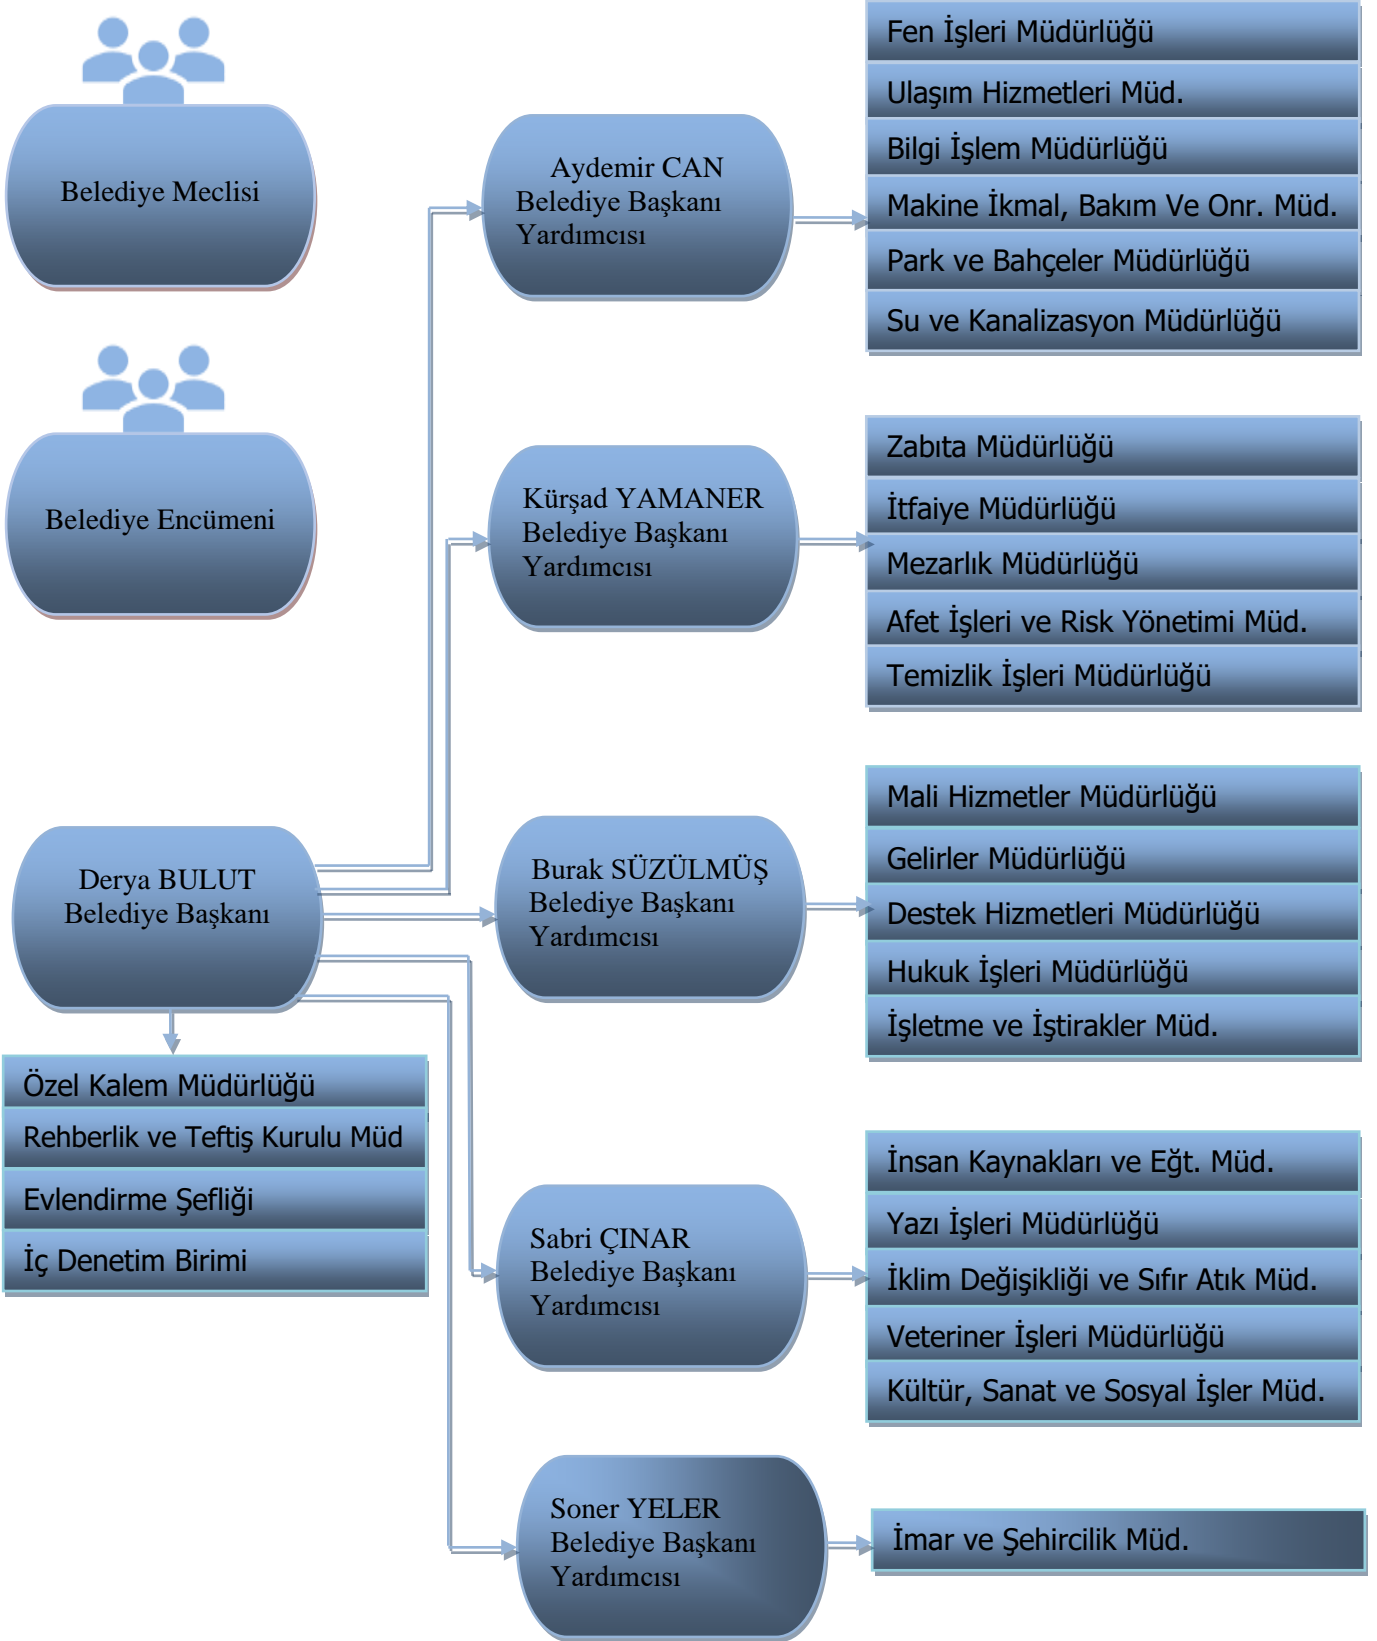 Belediye Meclisi
Belediye Encümeni
Derya BULUT
Belediye Başkanı
Özel Kalem Müdürlüğü
Rehberlik ve Teftiş Kurulu Müd
Evlendirme Şefliği
İç Denetim Birimi
Aydemir CAN
Belediye Başkanı
Yardımcısı
Fen İşleri Müdürlüğü
Ulaşım Hizmetleri Müd.
Bilgi İşlem Müdürlüğü
Makine İkmal, Bakım Ve Onr. Müd.
Park ve Bahçeler Müdürlüğü
Su ve Kanalizasyon Müdürlüğü
Kürşad YAMANER
Belediye Başkanı
Yardımcısı
Zabıta Müdürlüğü
İtfaiye Müdürlüğü
Mezarlık Müdürlüğü
Afet İşleri ve Risk Yönetimi Müd.
Temizlik İşleri Müdürlüğü
Burak SÜZÜLMÜŞ
Belediye Başkanı
Yardımcısı
Mali Hizmetler Müdürlüğü
Gelirler Müdürlüğü
Destek Hizmetleri Müdürlüğü
Hukuk İşleri Müdürlüğü
İşletme ve İştirakler Müd.
Sabri ÇINAR
Belediye Başkanı
Yardımcısı
İnsan Kaynakları ve Eğt. Müd.
Yazı İşleri Müdürlüğü
İklim Değişikliği ve Sıfır Atık Müd.
Veteriner İşleri Müdürlüğü
Kültür, Sanat ve Sosyal İşler Müd.
Soner YELER
Belediye Başkanı
Yardımcısı
İmar ve Şehircilik Müd.